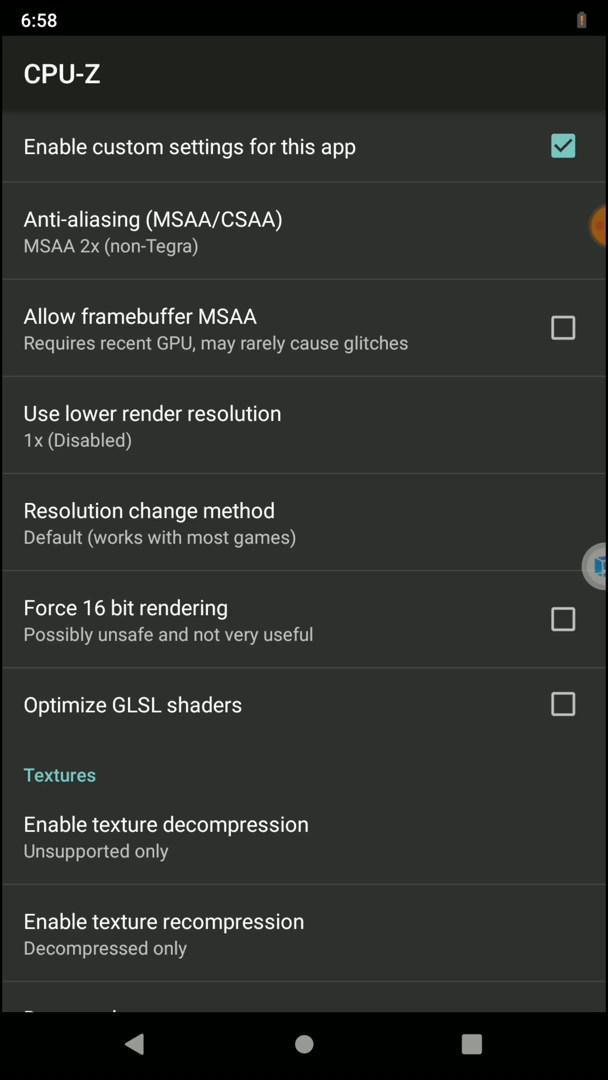 6:58
CPU-Z
Enable custom settings for this app
Anti-aliasing (MSAA/CSAA)
MSAA 2x (non-Tegra)
Allow framebuffer MSAA
Requires recent GPU, may rarely cause glitches
Use lower render resolution
1x (Disabled)
Resolution change method
Default (works with most games)
Force 16 bit rendering
Possibly unsafe and not very useful
Optimize GLSL shaders
Textures
Enable texture decompression
Unsupported only
Enable texture recompression
Decompressed only